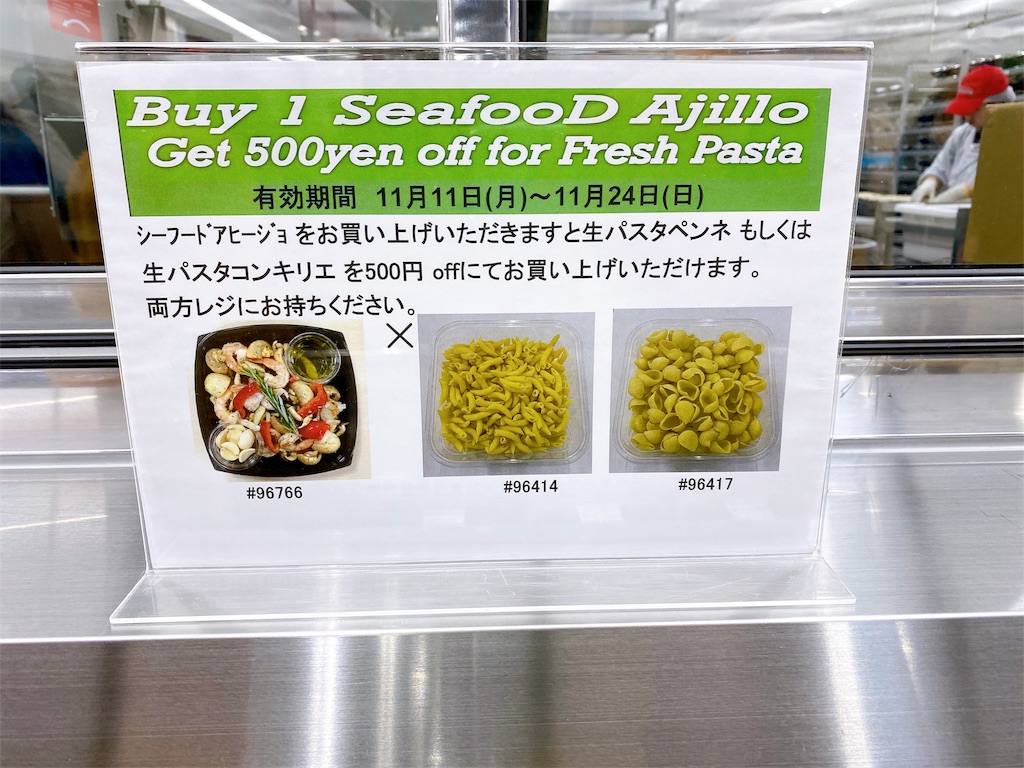 Buy 1 SeafooD Ajillo
Get 500yen off for Fresh Pasta
有効期間 11月11日(月)～11月24日(日)
ｼｰﾌｰﾄﾞｱﾋｰｼﾞｮ をお買い上げいただきますと生パスタペンネ もしくは
生パスタコンキリエ を500円 offにてお買い上げいただけます。
両方レジにお持ちください。
×
#96766
#96414
#96417